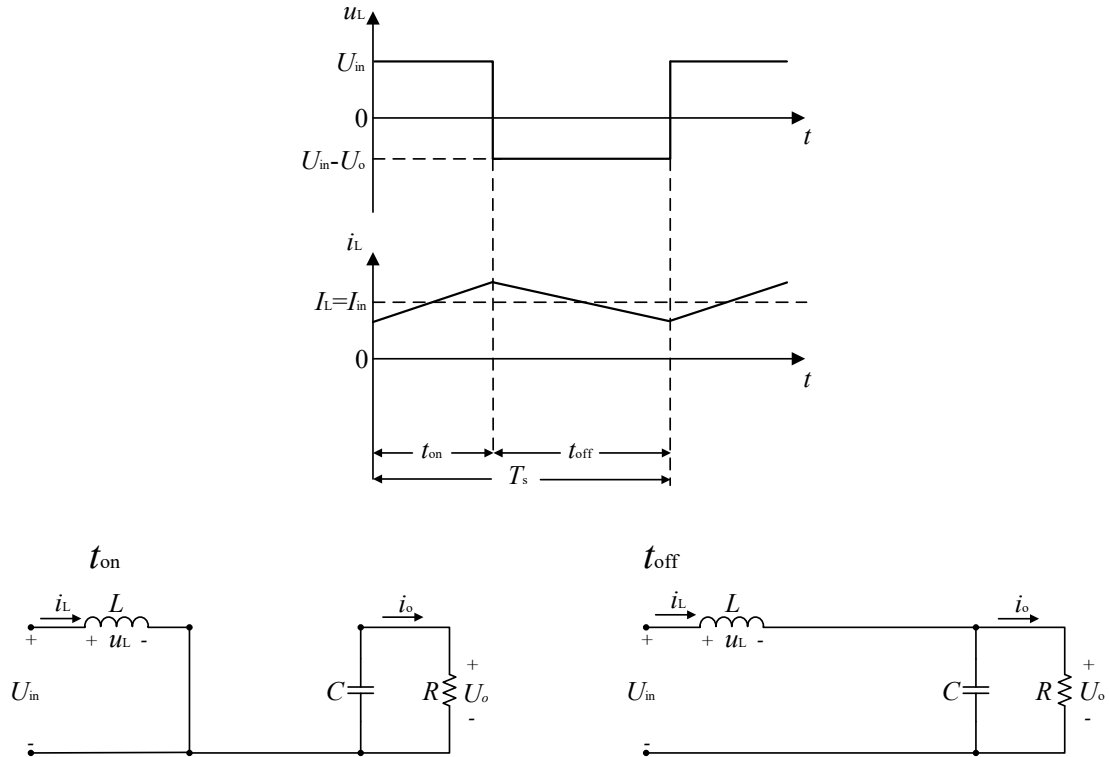 uL
Uin
0
t
Uin-Uo
iL
IL=Iin
0
t
ton
toff
Ts
ton
iL
L
+
+ uL -
io
Uin
C
R
+
Uo
-
-
toff
iL
L
+
+ uL -
io
Uin
C
R
+
Uo
-
-